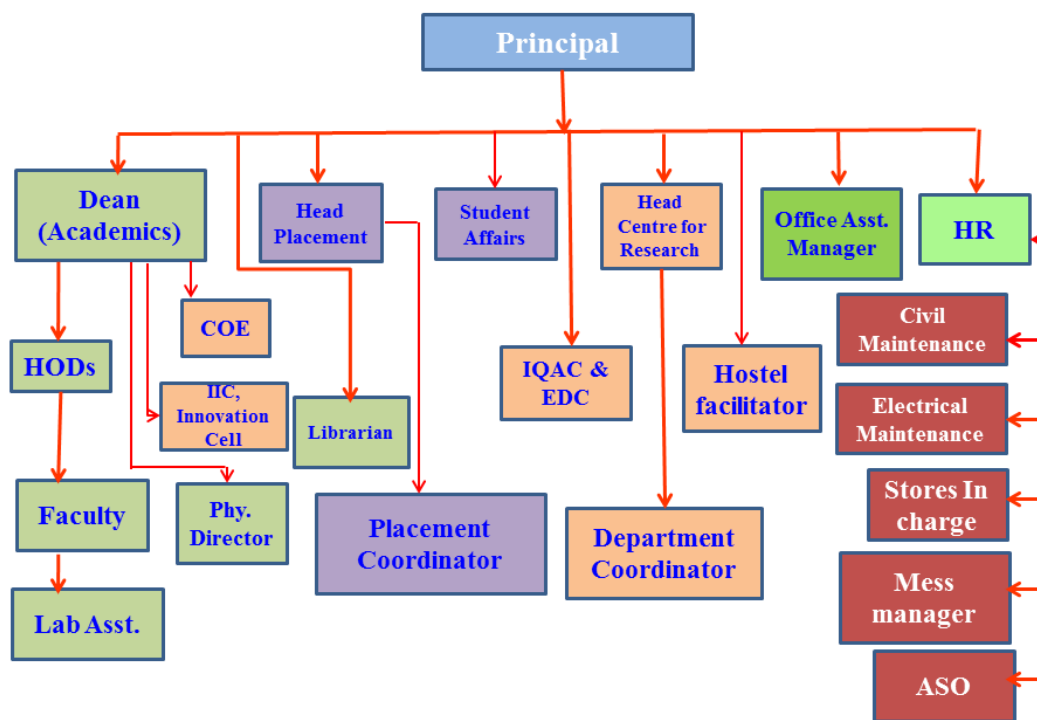 Principal
Dean
(Academics)
Head
Placement
Student
Affairs
Head
Centre for
Research
Office Asst.
Manager
HR
COE
HODs
IIC,
Innovation
Cell
Librarian
IQAC &
EDC
Hostel
facilitator
Civil
Maintenance
Electrical
Maintenance
Faculty
Phy.
Director
Placement
Coordinator
Department
Coordinator
Stores In
charge
Lab Asst.
Mess
manager
ASO